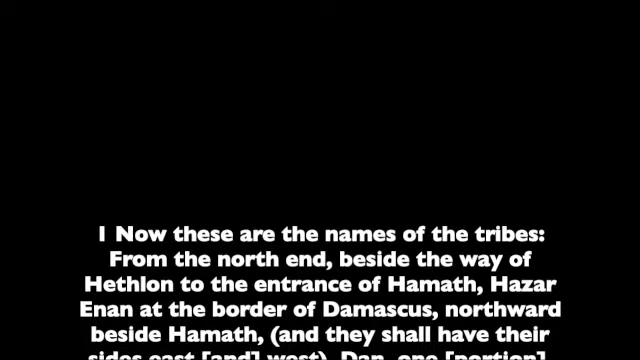 1 Now these are the names of the tribes:
From the north end, beside the way of
Hethlon to the entrance of Hamath, Hazar
Enan at the border of Damascus, northward
beside Hamath, (and they shall have their
sides east [and] west), Dan, one [portion]